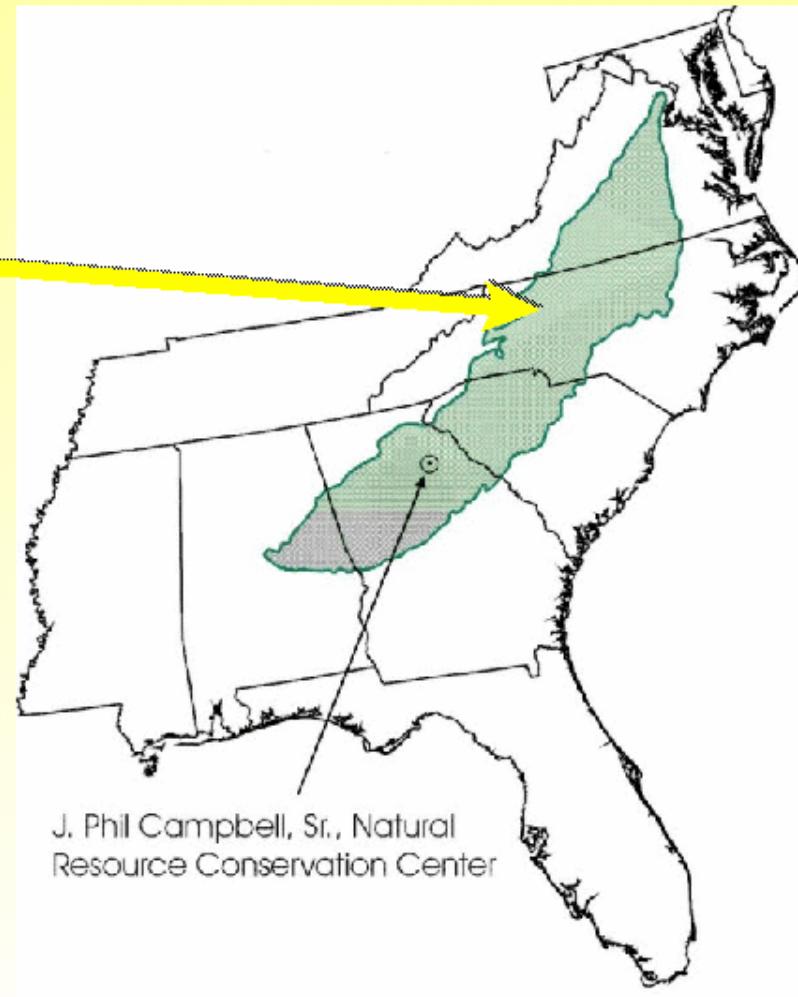 J. Phil Campbell, Sr., Natural
Resource Conservation Center